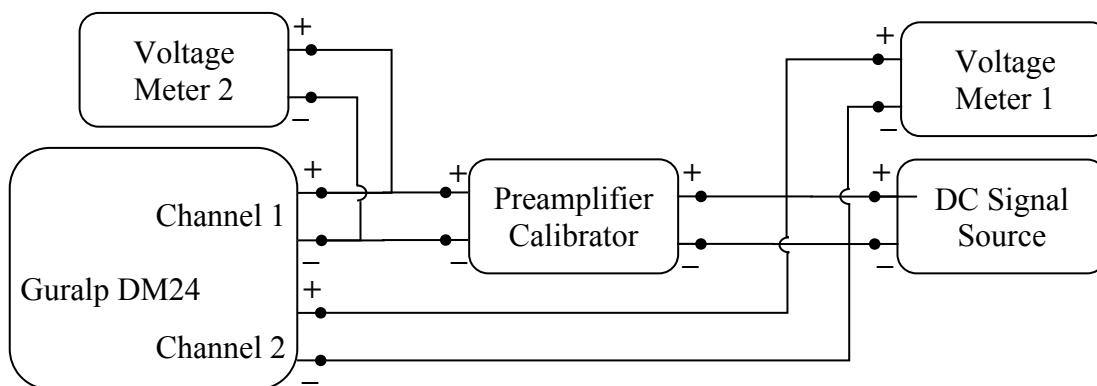 +
Voltage
Meter 2
−
+
Voltage
Meter 1
−
+
Channel 1
−
Guralp DM24
+
Channel 2
−
+
Preamplifier
Calibrator
−
+
−
+
DC Signal
Source
−